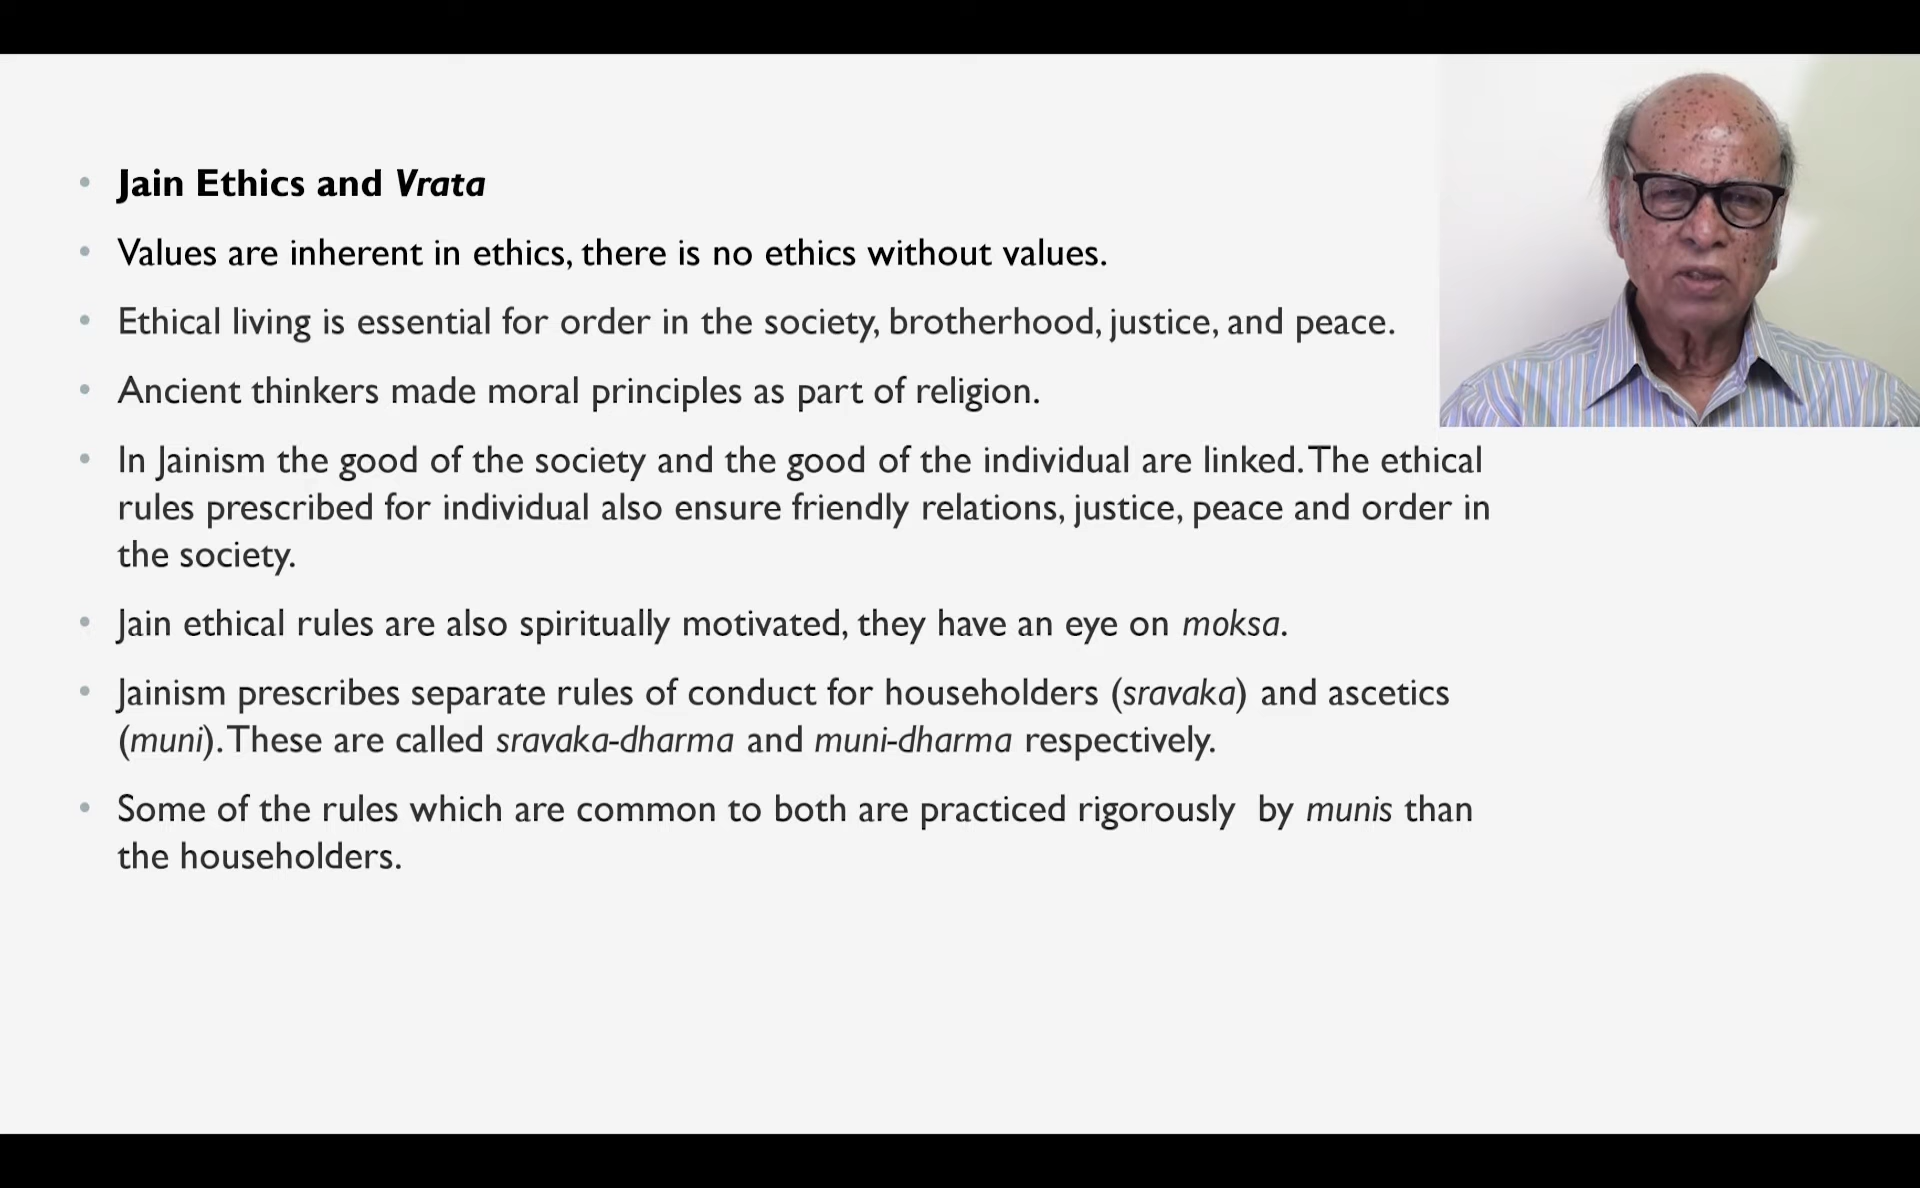 Jain Ethics and Vrata
Values are inherent in ethics, there is no ethics without values.
Ethical living is essential for order in the society, brotherhood, justice, and peace.
Ancient thinkers made moral principles as part of religion.
In Jainism the good of the society and the good of the individual are linked. The ethical
rules prescribed for individual also ensure friendly relations, justice, peace and order in
the society.
Jain ethical rules are also spiritually motivated, they have an eye on moksa.
Jainism prescribes separate rules of conduct for householders (sravaka) and ascetics
(muni). These are called sravaka-dharma and muni-dharma respectively.
Some of the rules which are common to both are practiced rigorously by munis than
the householders.